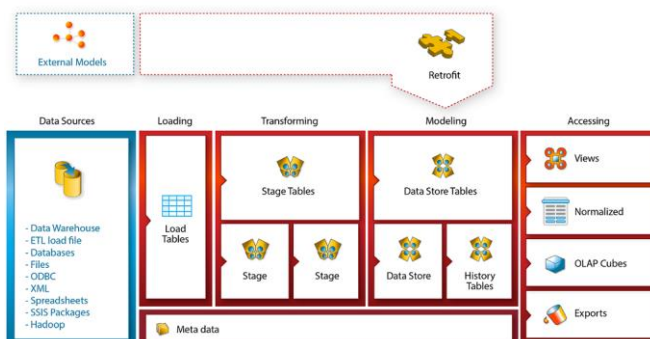 External Models
Retrofit
Data Sources
Loading
Transforming
Modeling
Accessing
- Data Warehouse
- ETL load file
- Databases
- Files
- ODBC
- XML
- Spreadsheets
- SSIS Packages
- Hadoop
Load
Tables
Stage Tables
Stage
Stage
Data Store Tables
Data Store
History
Tables
Views
Normalized
OLAP Cubes
Exports
Meta data